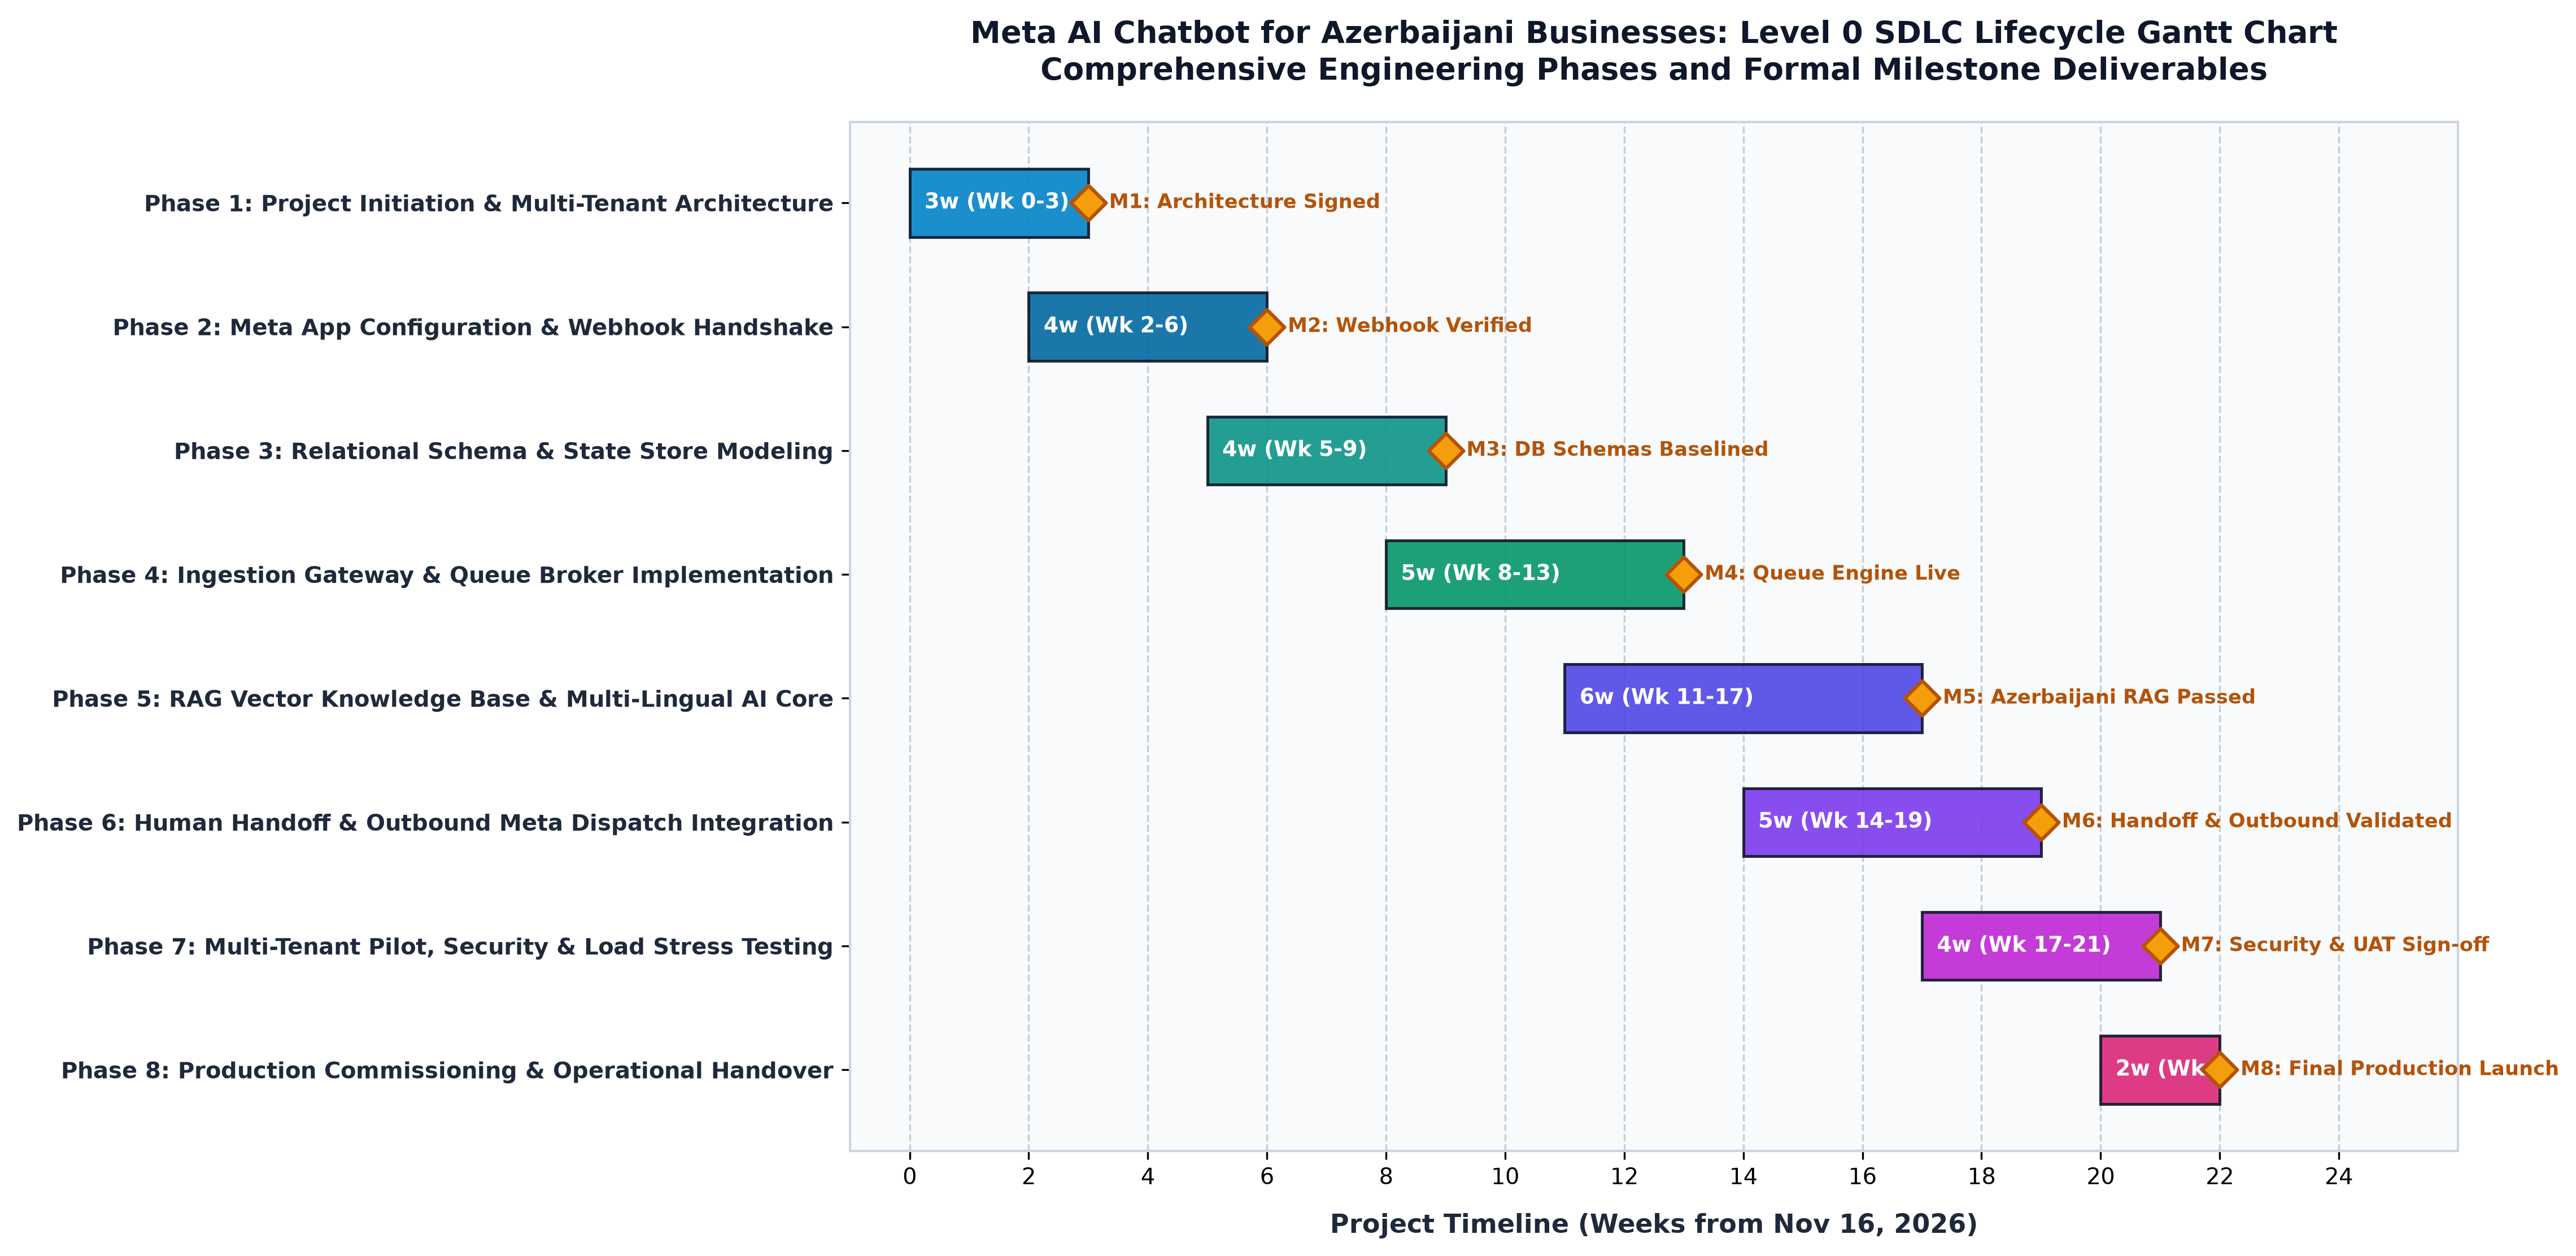 Meta AI Chatbot for Azerbaijani Businesses: Level 0 SDLC Lifecycle Gantt Chart
Comprehensive Engineering Phases and Formal Milestone Deliverables
Phase 1: Project Initiation & Multi-Tenant Architecture
3w (Wk 0-3)
M1: Architecture Signed
Phase 2: Meta App Configuration & Webhook Handshake
4w (Wk 2-6)
M2: Webhook Verified
Phase 3: Relational Schema & State Store Modeling
4w (Wk 5-9)
M3: DB Schemas Baselined
Phase 4: Ingestion Gateway & Queue Broker Implementation
5w (Wk 8-13)
M4: Queue Engine Live
Phase 5: RAG Vector Knowledge Base & Multi-Lingual AI Core
6w (Wk 11-17)
M5: Azerbaijani RAG Passed
Phase 6: Human Handoff & Outbound Meta Dispatch Integration
5w (Wk 14-19)
M6: Handoff & Outbound Validated
Phase 7: Multi-Tenant Pilot, Security & Load Stress Testing
4w (Wk 17-21)
M7: Security & UAT Sign-off
Phase 8: Production Commissioning & Operational Handover
2w (Wk
M8: Final Production Launch
0 2 4 6 8 10 12 14 16 18 20 22 24
Project Timeline (Weeks from Nov 16, 2026)